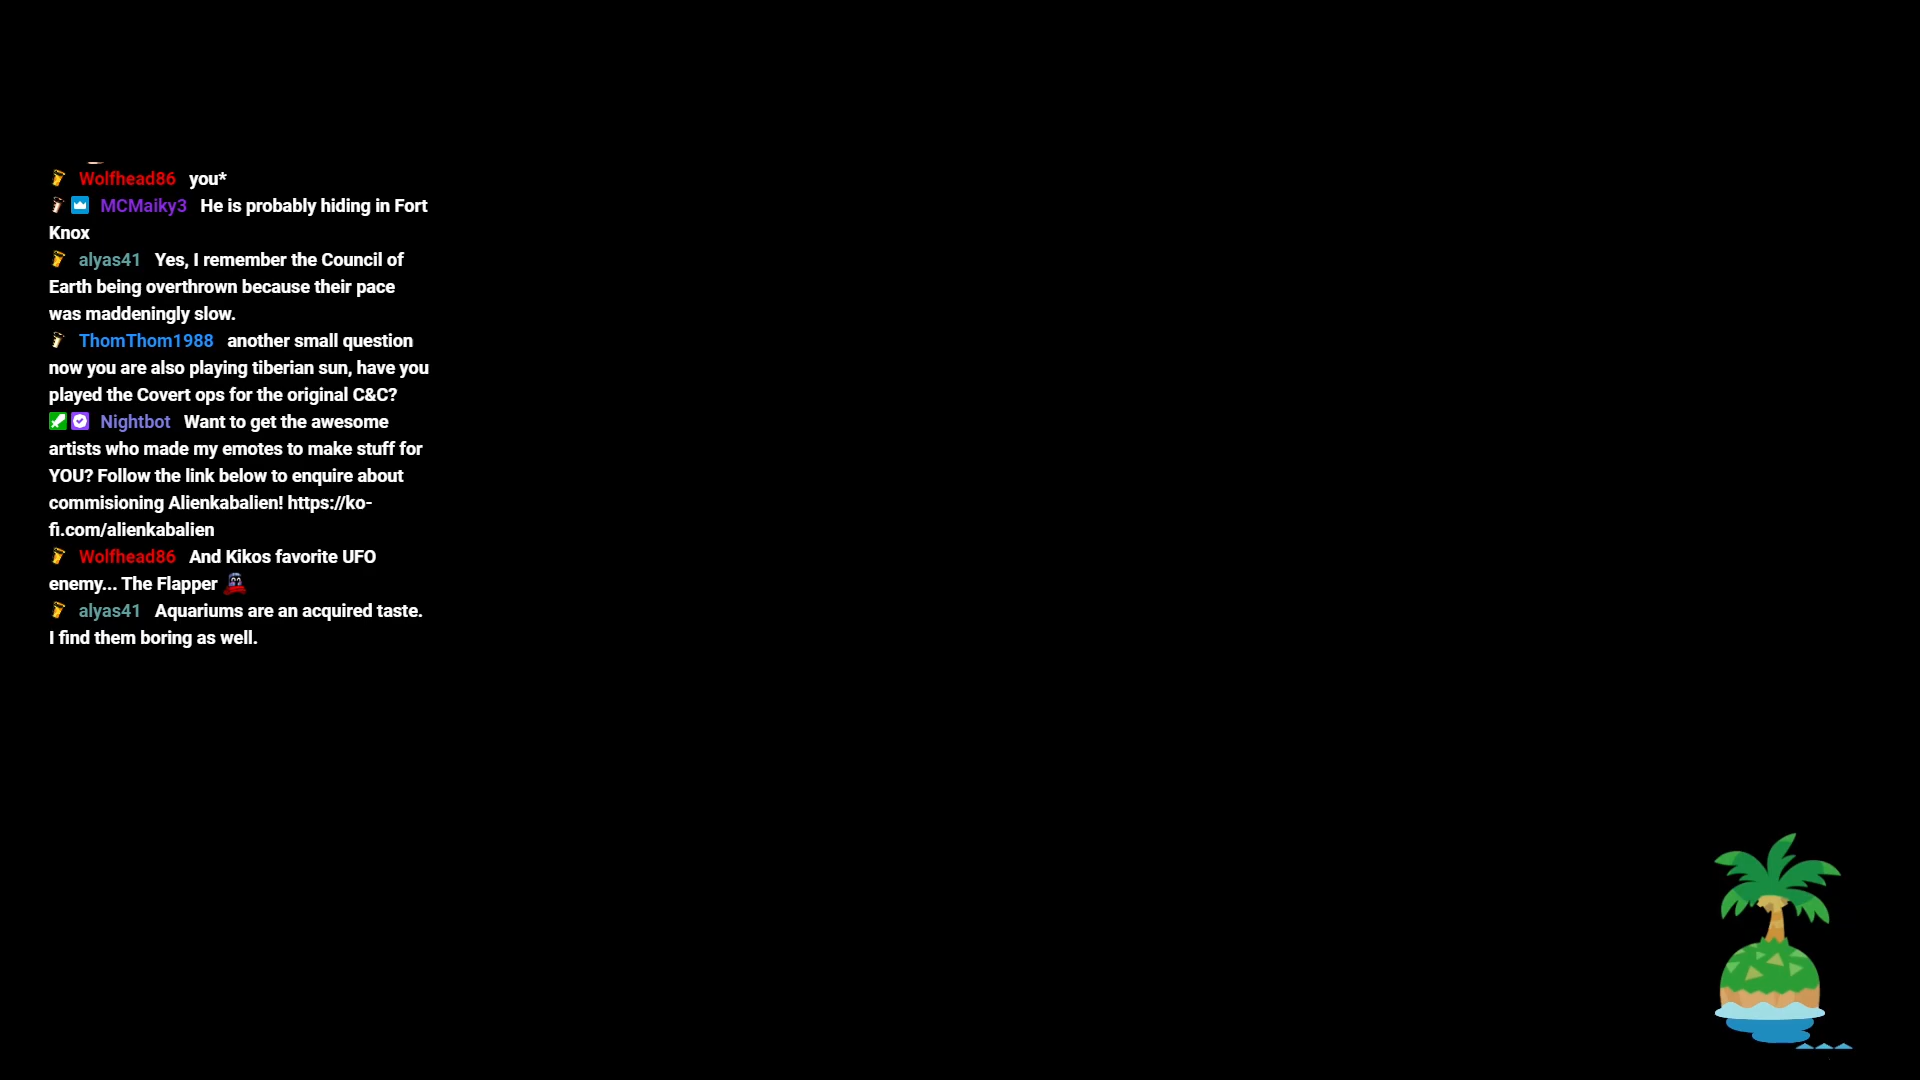 Wolfhead86 you*
MCMaiky3 He is probably hiding in Fort
Knox
alyas41 Yes, I remember the Council of
Earth being overthrown because their pace
was maddeningly slow.
ThomThom1988 another small question
now you are also playing tiberian sun, have you
played the Covert ops for the original C&C?
Nightbot Want to get the awesome
artists who made my emotes to make stuff for
YOU? Follow the link below to enquire about
commisioning Alienkabalien! https://ko-
fi.com/alienkabalien
Wolfhead86 And Kikos favorite UFO
enemy... The Flapper
alyas41 Aquariums are an acquired taste.
I find them boring as well.